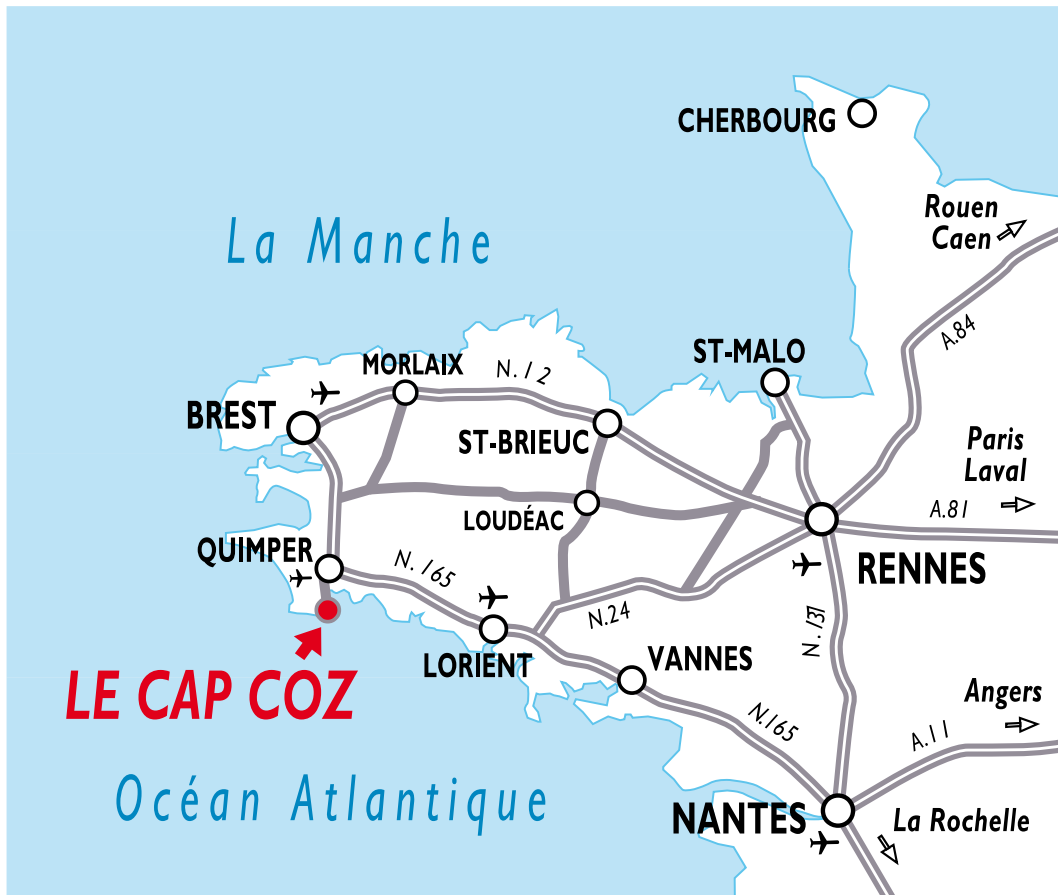 CHERBOURG
Rouen
Caen
La Manche
A.84
ST-MALO
MORLAIX
N.12
BREST
ST-BRIEUC
Paris
Laval
A.81
LOUDÉAC
QUIMPER
N. 165
RENNES
N.24
N. 137
LORIENT
VANNES
LE CAP COZ
Angers
N.165
A.11
Océan Atlantique
NANTES
La Rochelle